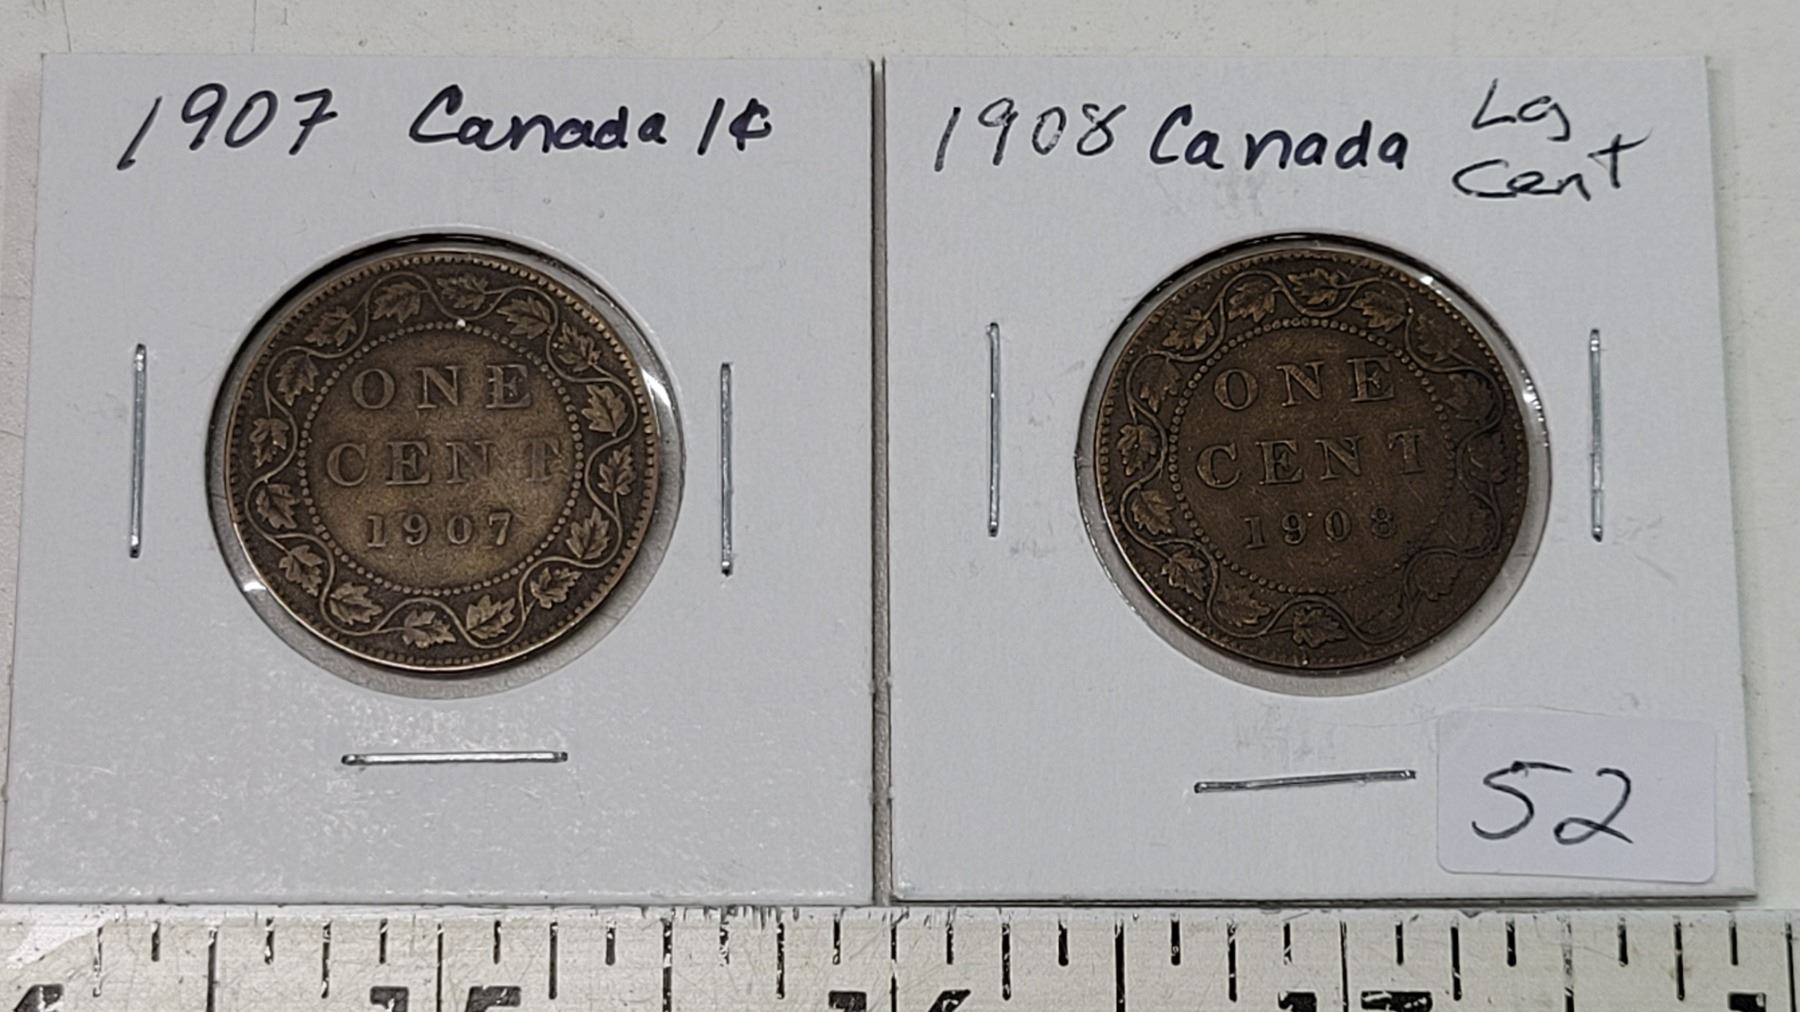 1907 Canada 1¢
ONE
CENT
1907
1908 Canada Lg
Cent
ONE
CENT
1908
52